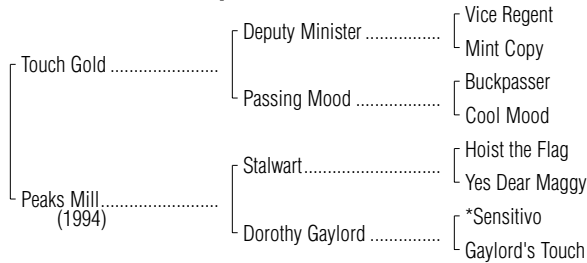 Vice Regent
Deputy Minister .................
Mint Copy
Touch Gold ........................
Buckpasser
Passing Mood ...................
Cool Mood
Hoist the Flag
Stalwart...........................
Yes Dear Maggy
Peaks Mill....................
(1994)
*Sensitivo
Dorothy Gaylord ................
Gaylord's Touch